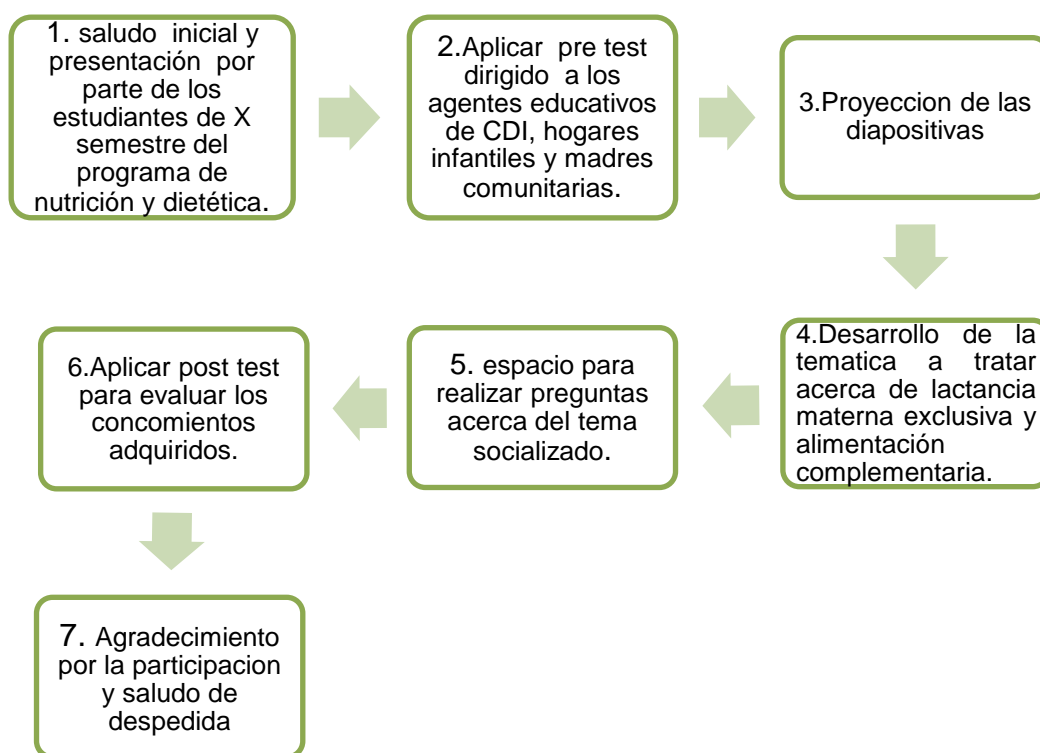 1. saludo inicial y
presentación por
parte de los
estudiantes de X
semestre del
programa de
nutrición y dietética.
2.Aplicar pre test
dirigido a los
agentes educativos
de CDI, hogares
infantiles y madres
comunitarias.
3.Proyeccion de las
diapositivas
4.Desarrollo de la
tematica a tratar
acerca de lactancia
materna exclusiva y
alimentación
complementaria.
5. espacio para
realizar preguntas
acerca del tema
socializado.
6.Aplicar post test
para evaluar los
concomientos
adquiridos.
7. Agradecimiento
por la participacion
y saludo de
despedida